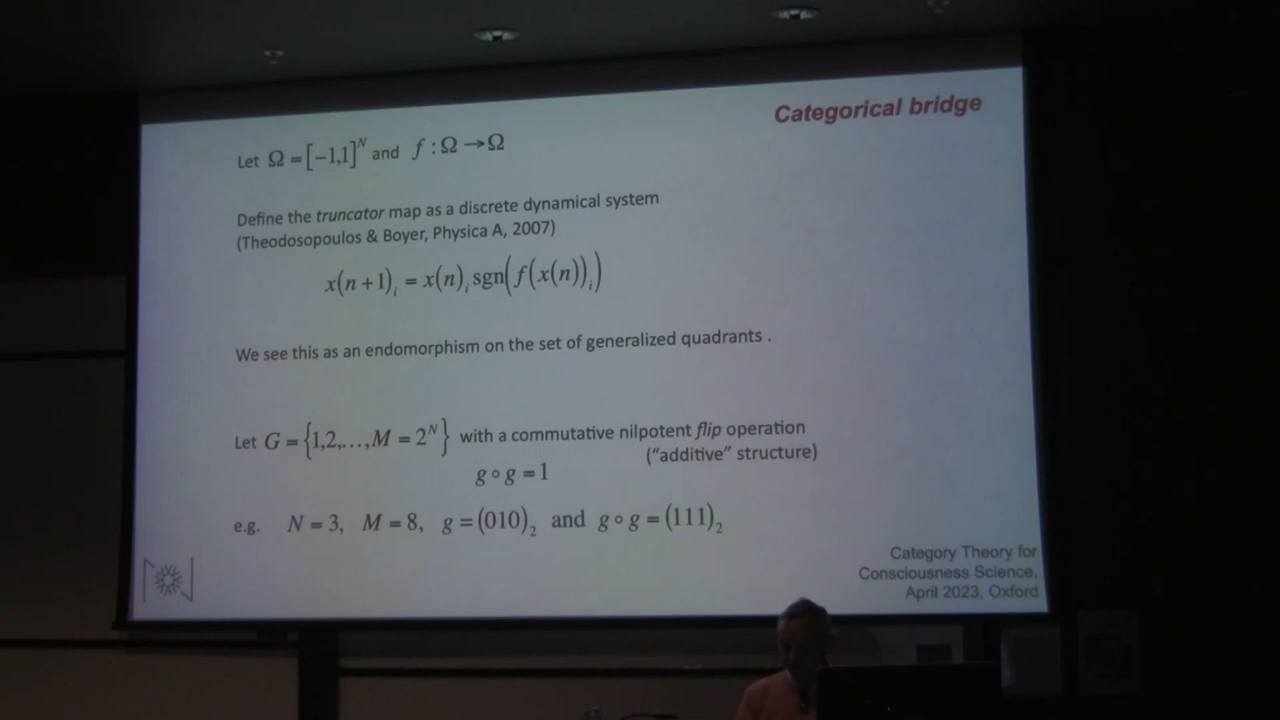 Categorical bridge
Let Ω = [−1,1]^N and f : Ω → Ω
Define the truncator map as a discrete dynamical system
(Theodosopoulos & Boyer, Physica A, 2007)
x(n+1)_i = x(n)_i sgn(f(x(n))_i)
We see this as an endomorphism on the set of generalized quadrants .
Let G = {1,2,…,M = 2^N} with a commutative nilpotent flip operation
("additive" structure)
g ∘ g = 1
e.g. N = 3, M = 8, g = (010)_2 and g ∘ g = (111)_2
Category Theory for
Consciousness Science,
April 2023, Oxford